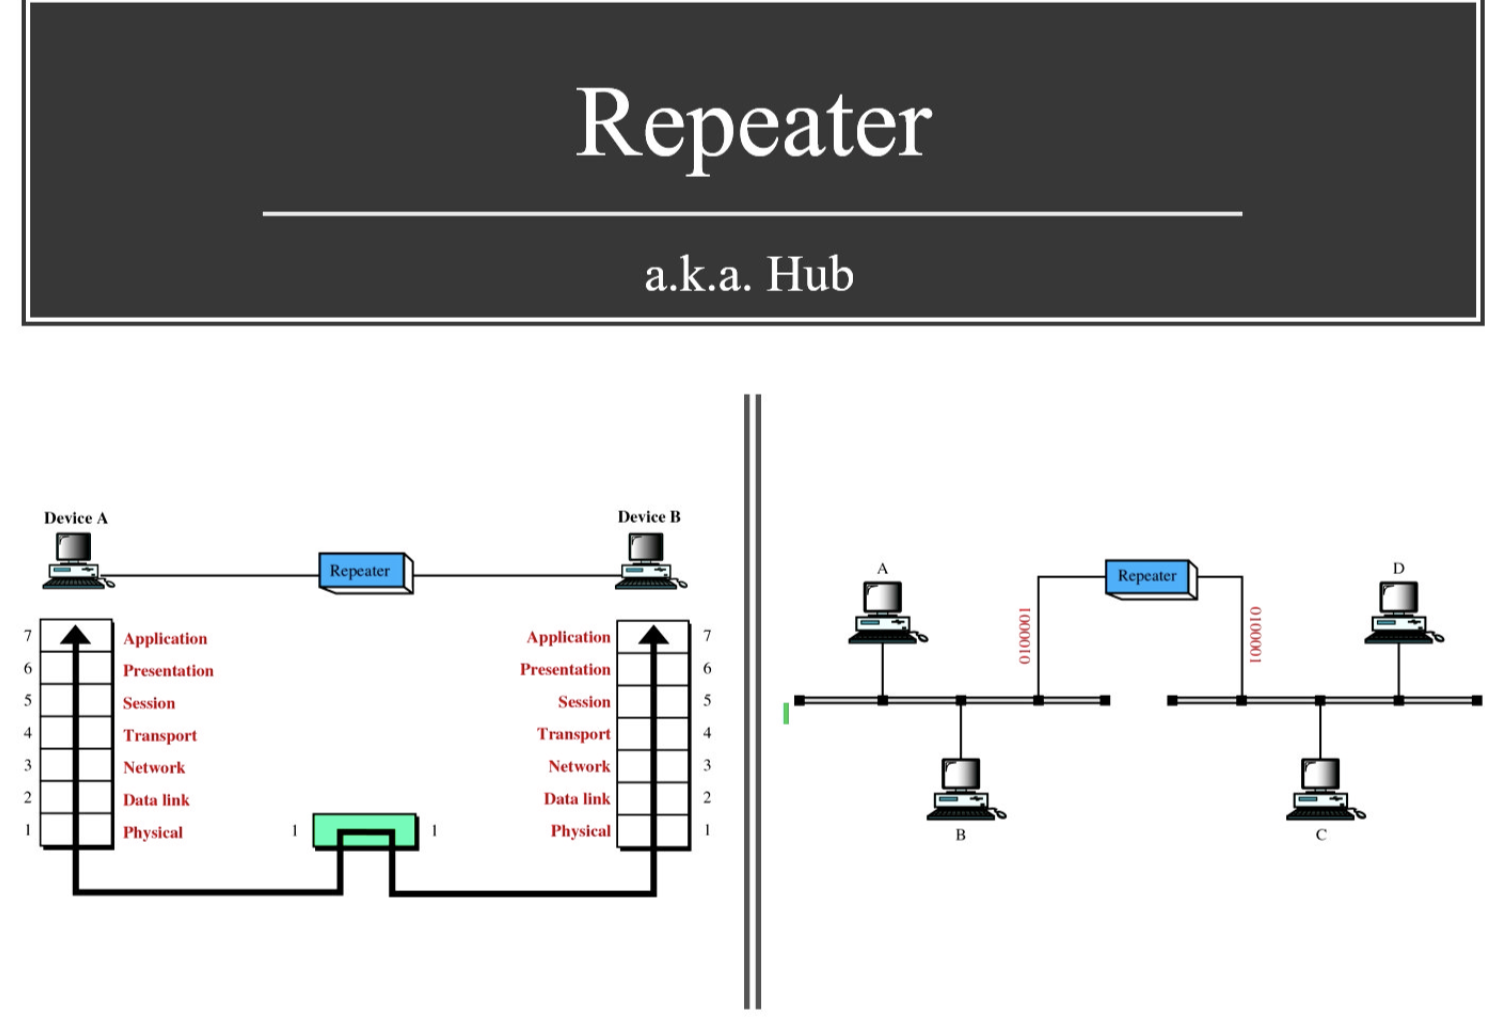 Repeater
a.k.a. Hub
Device A
Device B
Repeater
7 Application
6 Presentation
5 Session
4 Transport
3 Network
2 Data link
1 Physical
1 1
Application 7
Presentation 6
Session 5
Transport 4
Network 3
Data link 2
Physical 1
A
Repeater
D
0100001
0100001
B
C